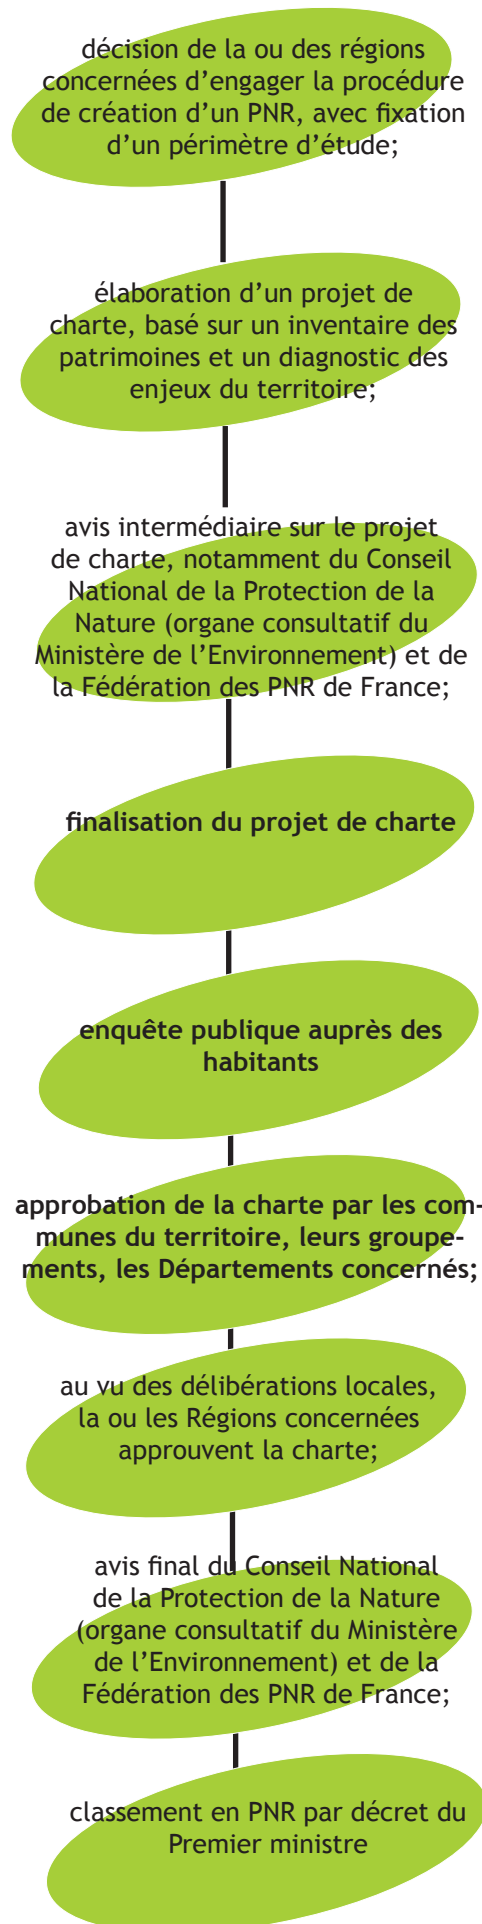 décision de la ou des régions
concernées d’engager la procédure
de création d’un PNR, avec fixation
d’un périmètre d’étude;
élaboration d’un projet de
charte, basé sur un inventaire des
patrimoines et un diagnostic des
enjeux du territoire;
avis intermédiaire sur le projet
de charte, notamment du Conseil
National de la Protection de la
Nature (organe consultatif du
Ministère de l’Environnement) et de
la Fédération des PNR de France;
finalisation du projet de charte
enquête publique auprès des
habitants
approbation de la charte par les com-
munes du territoire, leurs groupe-
ments, les Départements concernés;
au vu des délibérations locales,
la ou les Régions concernées
approuvent la charte;
avis final du Conseil National
de la Protection de la Nature
(organe consultatif du Ministère
de l’Environnement) et de la
Fédération des PNR de France;
classement en PNR par décret du
Premier ministre